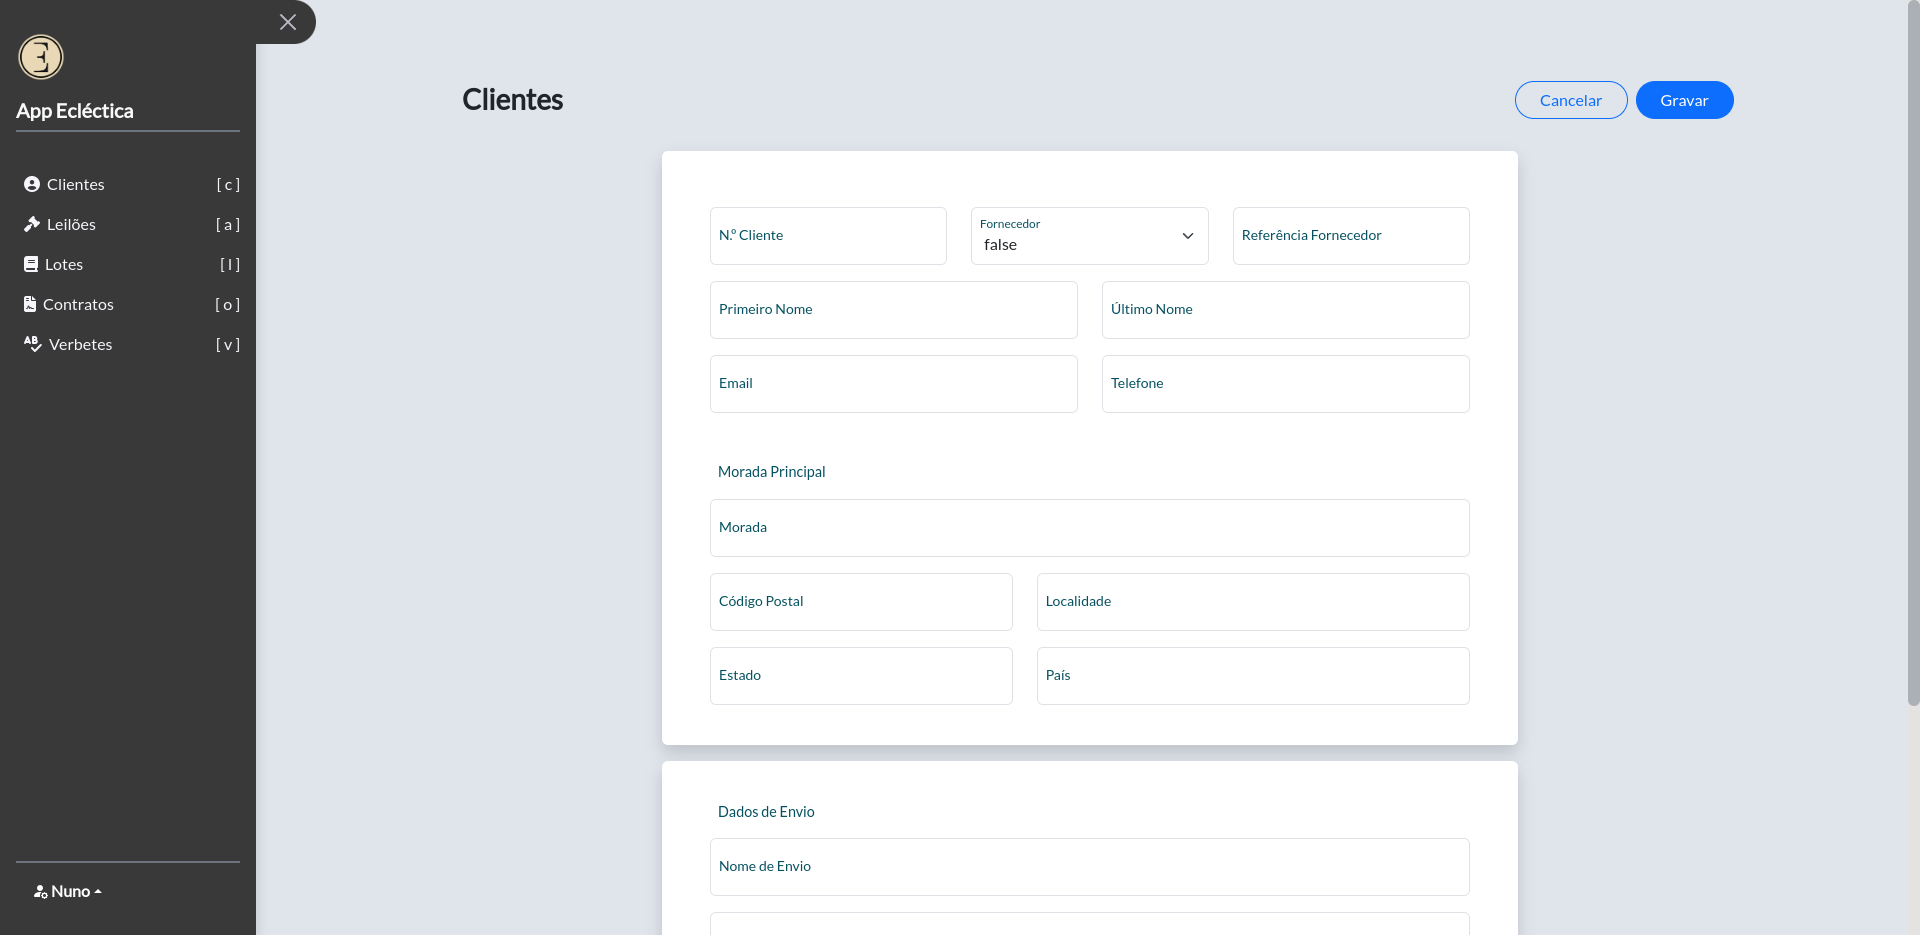 App Ecléctica
Clientes [ c ]
Leilões [ a ]
Lotes [ l ]
Contratos [ o ]
Verbetes [ v ]
Nuno
Clientes
Cancelar Gravar
N.º Cliente
Fornecedor
false
Referência Fornecedor
Primeiro Nome Último Nome
Email Telefone
Morada Principal
Morada
Código Postal Localidade
Estado País
Dados de Envio
Nome de Envio